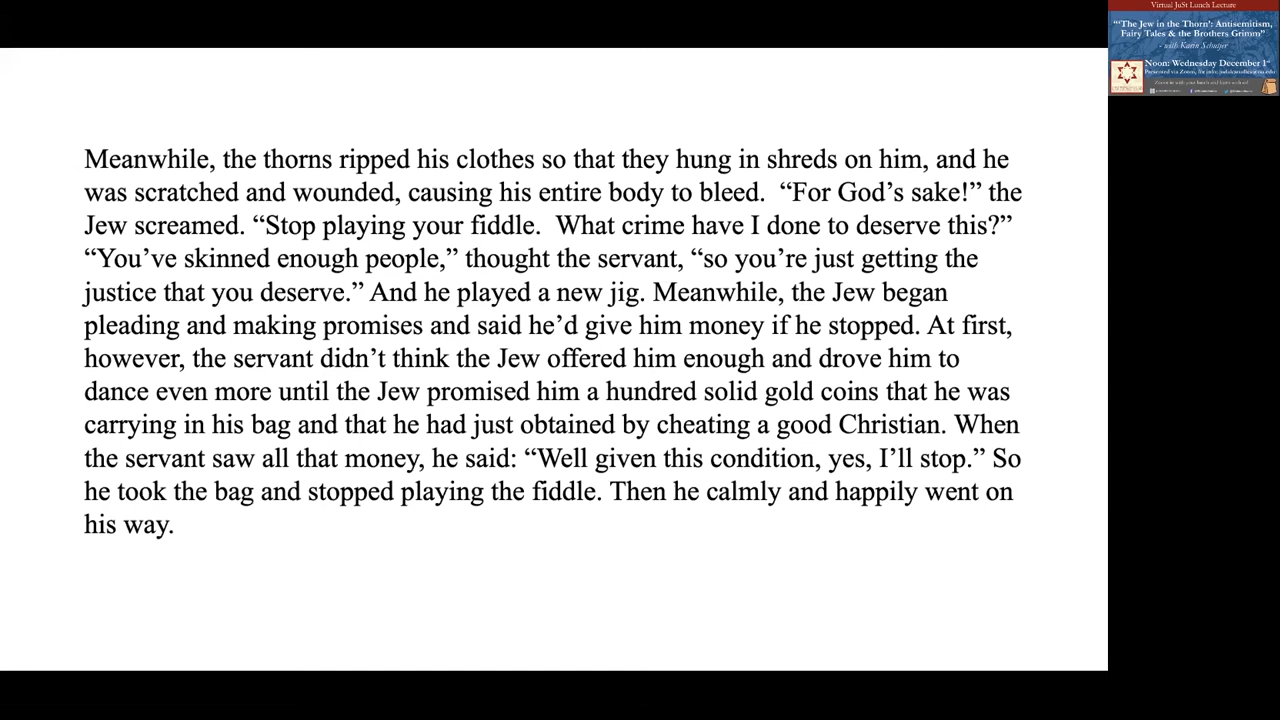 Virtual JuSt Lunch Lecture
"'The Jew in the Thorn': Antisemitism,
Fairy Tales & the Brothers Grimm"
- with Karin Schutjer
Noon: Wednesday December 1st
Presented via Zoom, for info:
Meanwhile, the thorns ripped his clothes so that they hung in shreds on him, and he
was scratched and wounded, causing his entire body to bleed.  “For God’s sake!” the
Jew screamed. “Stop playing your fiddle.  What crime have I done to deserve this?”
“You’ve skinned enough people,” thought the servant, “so you’re just getting the
justice that you deserve.” And he played a new jig. Meanwhile, the Jew began
pleading and making promises and said he’d give him money if he stopped. At first,
however, the servant didn’t think the Jew offered him enough and drove him to
dance even more until the Jew promised him a hundred solid gold coins that he was
carrying in his bag and that he had just obtained by cheating a good Christian. When
the servant saw all that money, he said: “Well given this condition, yes, I’ll stop.” So
he took the bag and stopped playing the fiddle. Then he calmly and happily went on
his way.